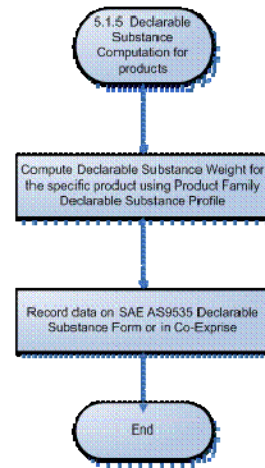 5.1.5 Declarable
Substance
Computation for
products
Compute Declarable Substance Weight for
the specific product using Product Family
Declarable Substance Profile
Record data on SAE AS9535 Declarable
Substance Form or in Co-Exprise
End